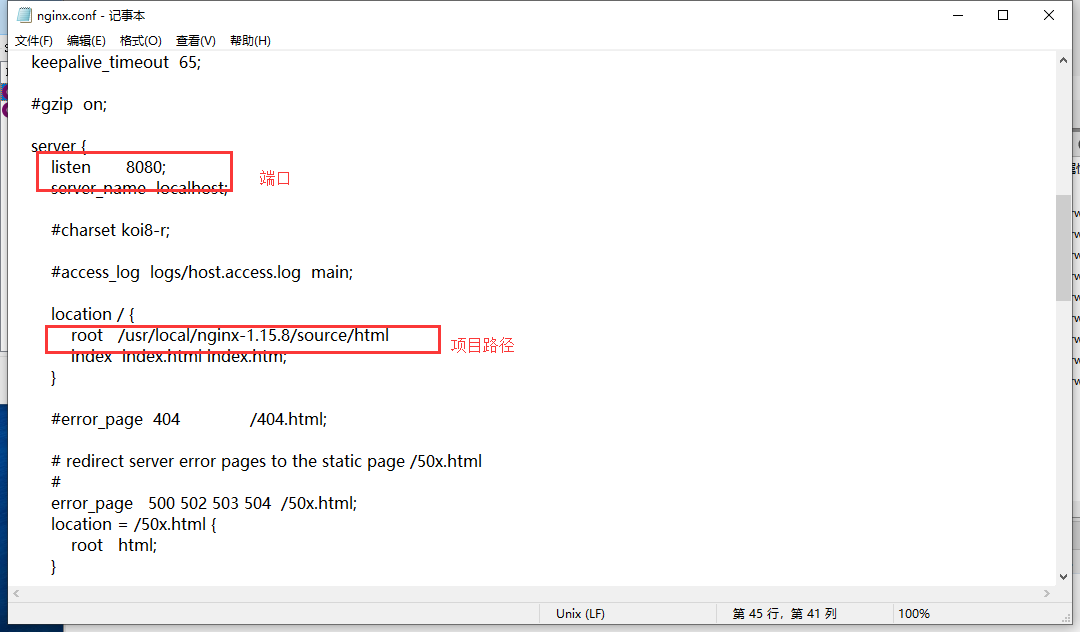 nginx.conf - 记事本
文件(F) 编辑(E) 格式(O) 查看(V) 帮助(H)
keepalive_timeout  65;
#gzip  on;
server {
listen       8080;
端口
server_name  localhost;
#charset koi8-r;
#access_log  logs/host.access.log  main;
location / {
root   /usr/local/nginx-1.15.8/source/html
项目路径
index  index.html index.htm;
}
#error_page  404              /404.html;
# redirect server error pages to the static page /50x.html
#
error_page   500 502 503 504  /50x.html;
location = /50x.html {
root   html;
}
Unix (LF) 第 45 行，第 41 列 100%